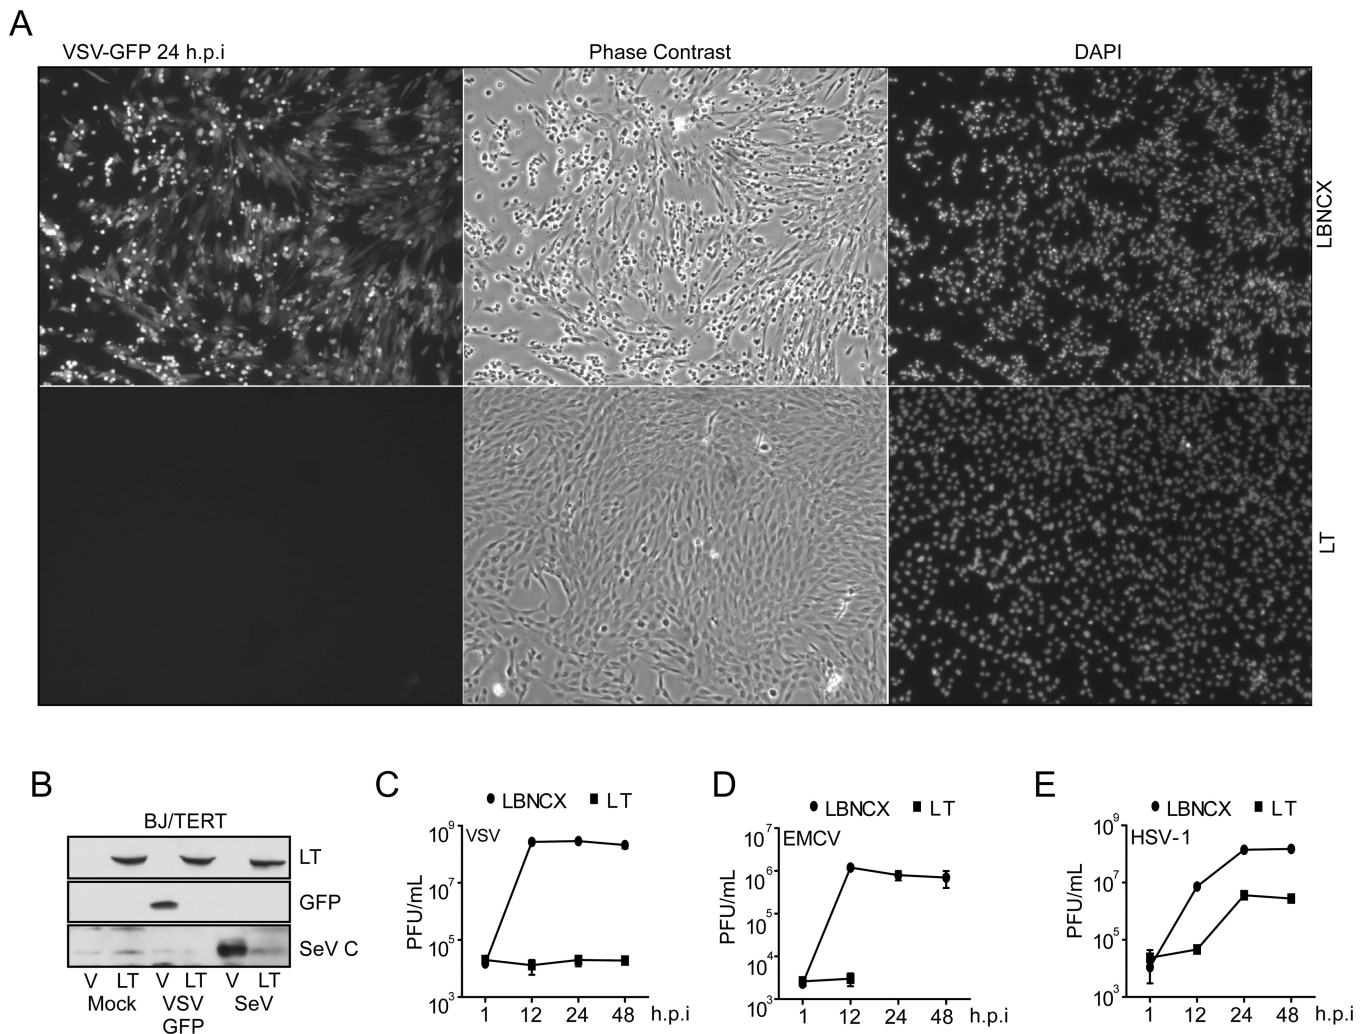 A
VSV-GFP 24 h.p.i
Phase Contrast
DAPI
LBNCX
LT
B
BJ/TERT
LT
GFP
SeV C
V LT V LT V LT
Mock VSV GFP SeV
C
LBNCX LT
VSV
PFU/mL
10^9
10^7
10^5
10^3
1 12 24 48 h.p.i
D
LBNCX LT
EMCV
PFU/mL
10^7
10^6
10^5
10^4
10^3
1 12 24 48 h.p.i
E
LBNCX LT
HSV-1
PFU/mL
10^9
10^7
10^5
10^3
1 12 24 48 h.p.i